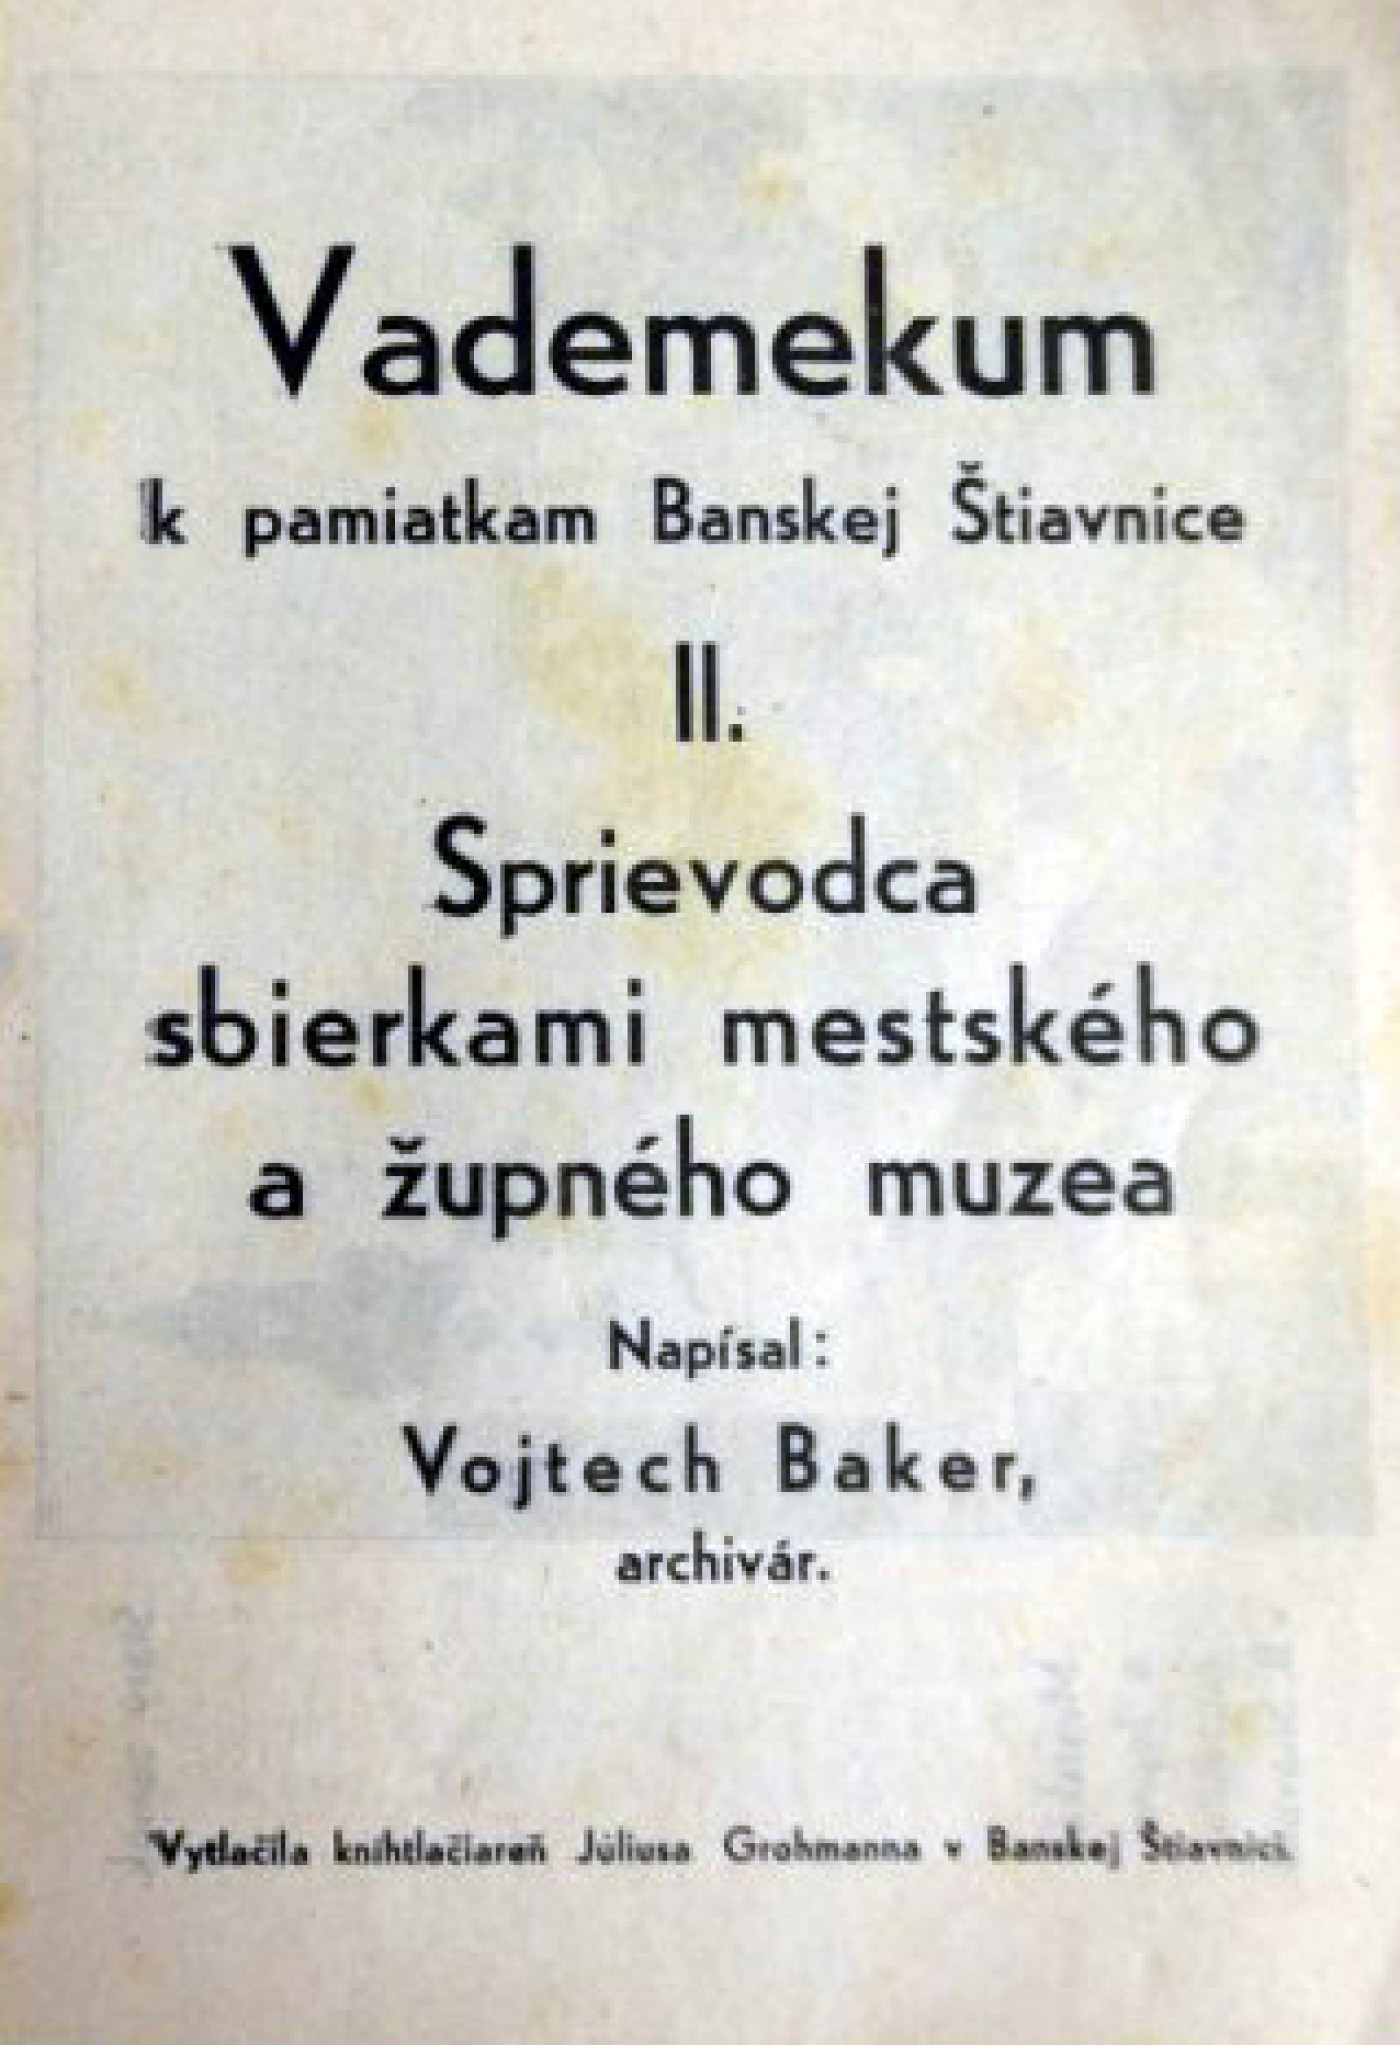 Vademekum
k pamiatkam Banskej Štiavnice
II.
Sprievodca
sbierkami mestského
a župného muzea
Napísal:
Vojtech Baker,
archivár.
Vytlačila kníhtlačiareň Júliusa Grohmanna v Banskej Štiavnici.